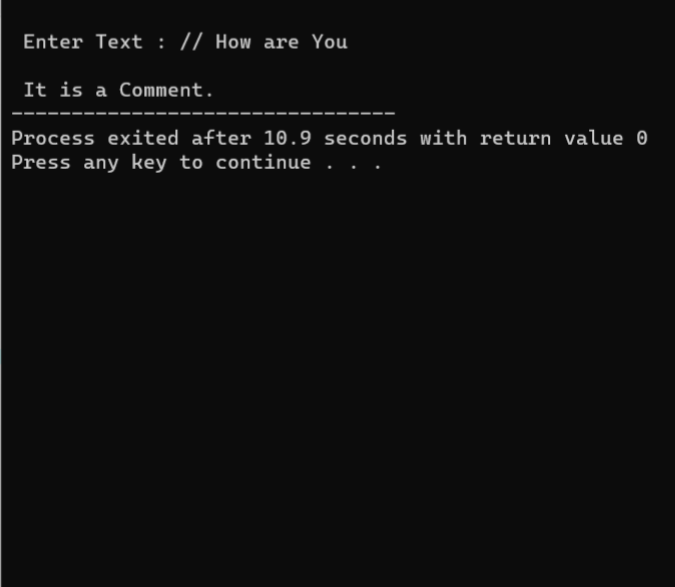 Enter Text : // How are You
It is a Comment.
--------------------------------
Process exited after 10.9 seconds with return value 0
Press any key to continue . . .